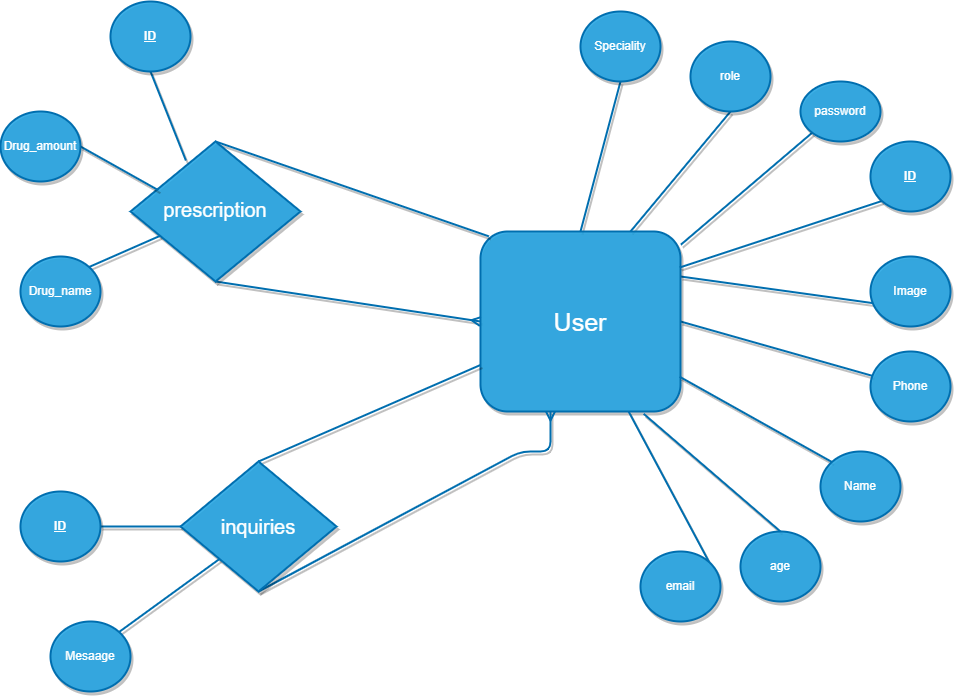 ID
Speciality
role
password
Drug_amount
ID
prescription
Drug_name
Image
User
Phone
Name
ID
inquiries
age
email
Mesaage